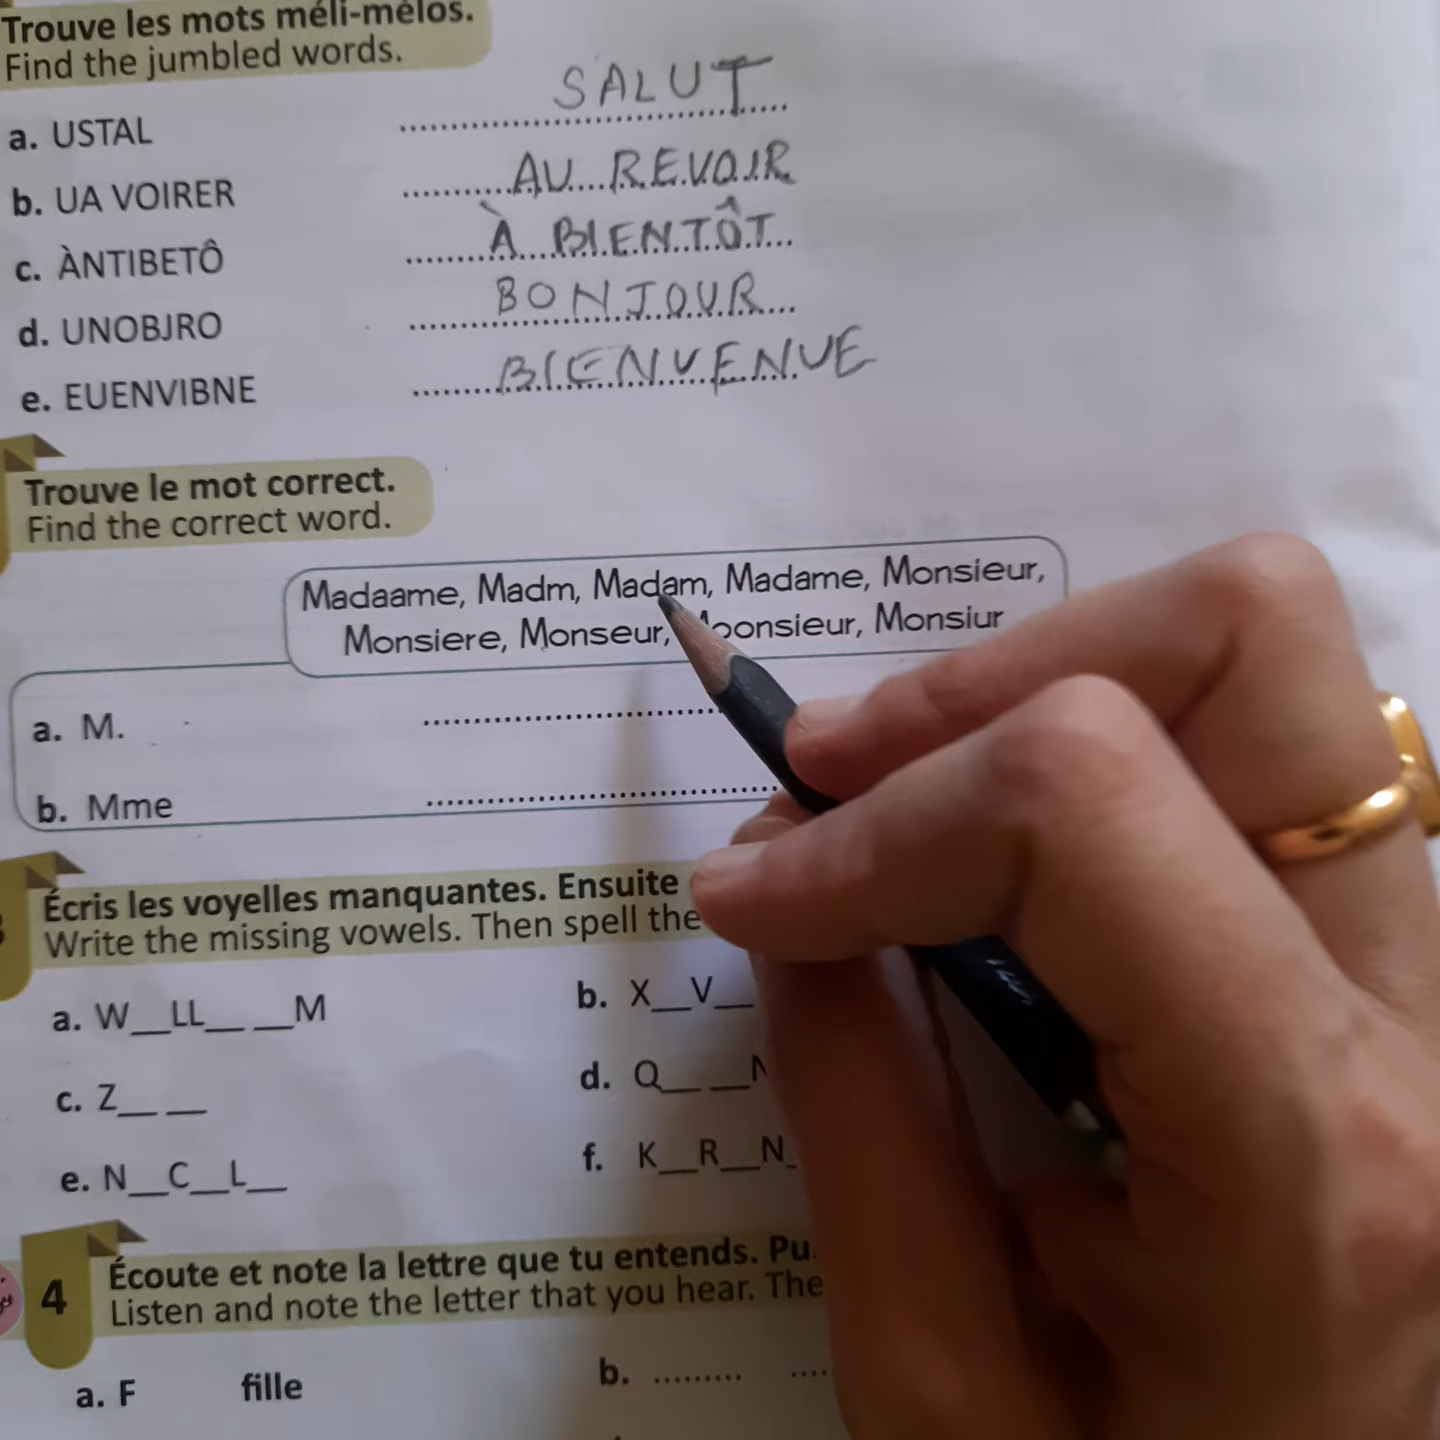 Trouve les mots méli-mélos.
Find the jumbled words.
a. USTAL SALUT
b. UA VOIRER AU REVOIR
c. ÀNTIBETÔ À BIENTÔT
d. UNOBJRO BONJOUR
e. EUENVIBNE BIENVENUE
Trouve le mot correct.
Find the correct word.
Madaame, Madm, Madam, Madame, Monsieur,
Monsiere, Monseur, Moonsieur, Monsiur
a. M. ..............................
b. Mme ..............................
Écris les voyelles manquantes. Ensuite
Write the missing vowels. Then spell the
a. W__LL__ __M b. X__V__
c. Z__ __ d. Q__ __N
e. N__C__L__ f. K__R__N_
4 Écoute et note la lettre que tu entends.
Listen and note the letter that you hear.
a. F fille b. ......... .....